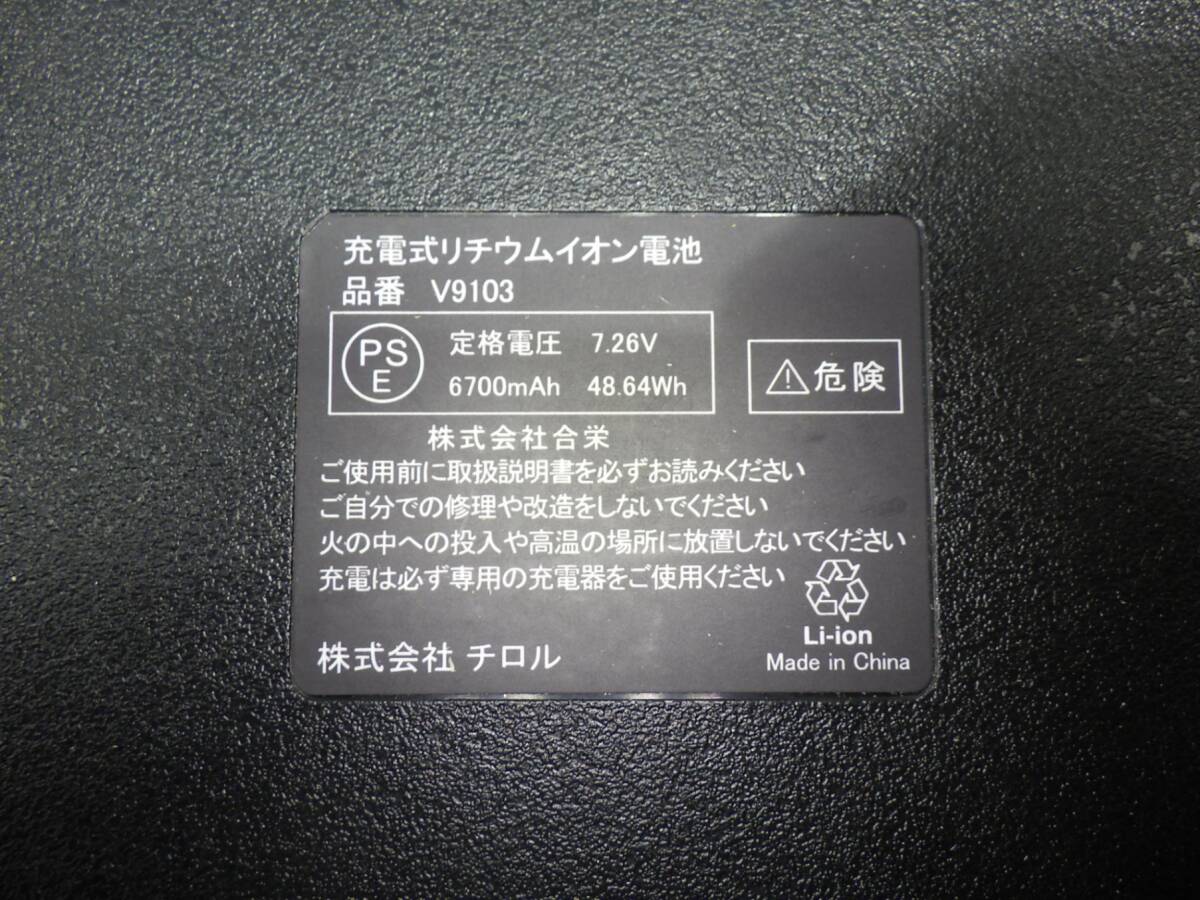 充電式リチウムイオン電池
品番 V9103
PS
E
定格電圧 7.26V
6700mAh 48.64Wh
危険
株式会社合栄
ご使用前に取扱説明書を必ずお読みください
ご自分での修理や改造をしないでください
火の中への投入や高温の場所に放置しないでください
充電は必ず専用の充電器をご使用ください
Li-ion
株式会社 チロル
Made in China